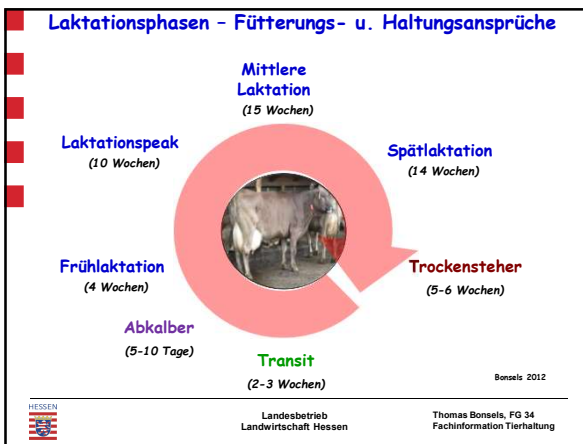 Laktationsphasen – Fütterungs- u. Haltungsansprüche
Mittlere
Laktation
(15 Wochen)
Laktationspeak
(10 Wochen)
Spätlaktation
(14 Wochen)
Frühlaktation
(4 Wochen)
Trockensteher
(5-6 Wochen)
Abkalber
(5-10 Tage)
Transit
(2-3 Wochen)
Bonsels 2012
HESSEN
Landesbetrieb
Landwirtschaft Hessen
Thomas Bonsels, FG 34
Fachinformation Tierhaltung